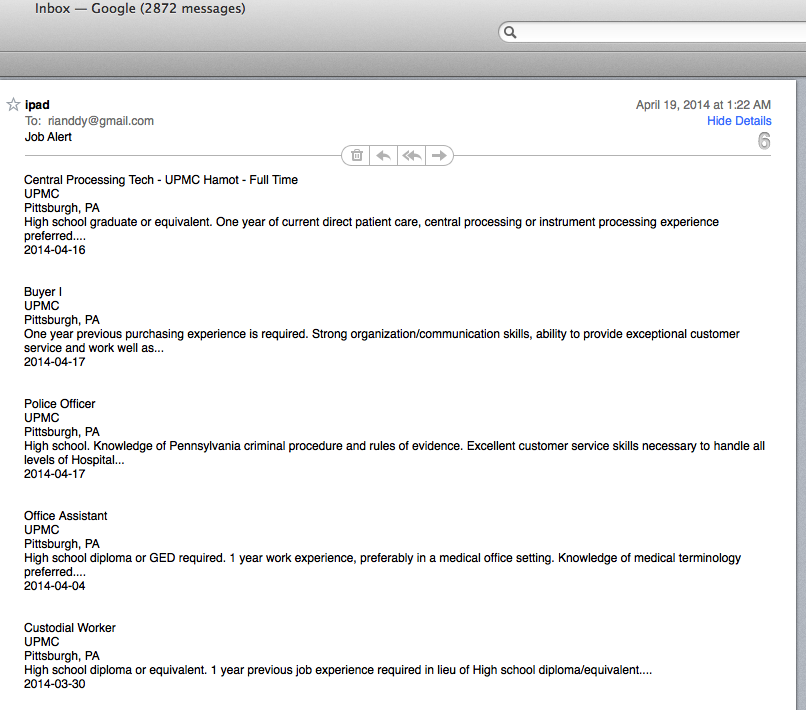 Inbox — Google (2872 messages)
ipad
April 19, 2014 at 1:22 AM
To: rianddy@gmail.com
Hide Details
Job Alert
6
Central Processing Tech - UPMC Hamot - Full Time
UPMC
Pittsburgh, PA
High school graduate or equivalent. One year of current direct patient care, central processing or instrument processing experience
preferred....
2014-04-16
Buyer I
UPMC
Pittsburgh, PA
One year previous purchasing experience is required. Strong organization/communication skills, ability to provide exceptional customer
service and work well as...
2014-04-17
Police Officer
UPMC
Pittsburgh, PA
High school. Knowledge of Pennsylvania criminal procedure and rules of evidence. Excellent customer service skills necessary to handle all
levels of Hospital...
2014-04-17
Office Assistant
UPMC
Pittsburgh, PA
High school diploma or GED required. 1 year work experience, preferably in a medical office setting. Knowledge of medical terminology
preferred....
2014-04-04
Custodial Worker
UPMC
Pittsburgh, PA
High school diploma or equivalent. 1 year previous job experience required in lieu of High school diploma/equivalent....
2014-03-30